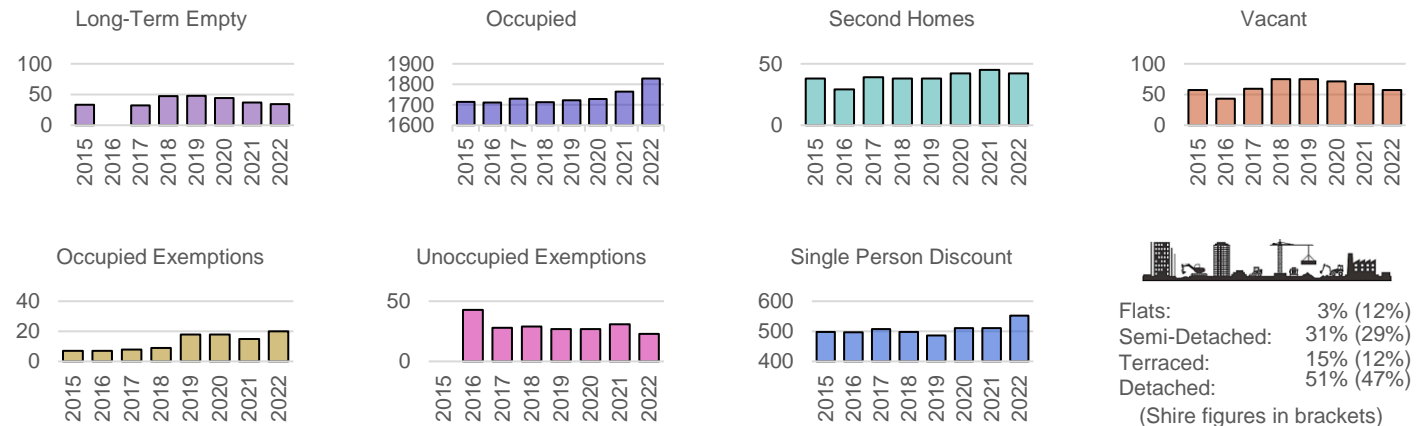 Long-Term Empty
100
50
0
2015 2016 2017 2018 2019 2020 2021 2022
Occupied
1900
1800
1700
1600
2015 2016 2017 2018 2019 2020 2021 2022
Second Homes
50
0
2015 2016 2017 2018 2019 2020 2021 2022
Vacant
100
50
0
2015 2016 2017 2018 2019 2020 2021 2022
Occupied Exemptions
40
20
0
2015 2016 2017 2018 2019 2020 2021 2022
Unoccupied Exemptions
50
0
2015 2016 2017 2018 2019 2020 2021 2022
Single Person Discount
600
500
400
2015 2016 2017 2018 2019 2020 2021 2022
Flats: 3% (12%)
Semi-Detached: 31% (29%)
Terraced: 15% (12%)
Detached: 51% (47%)
(Shire figures in brackets)